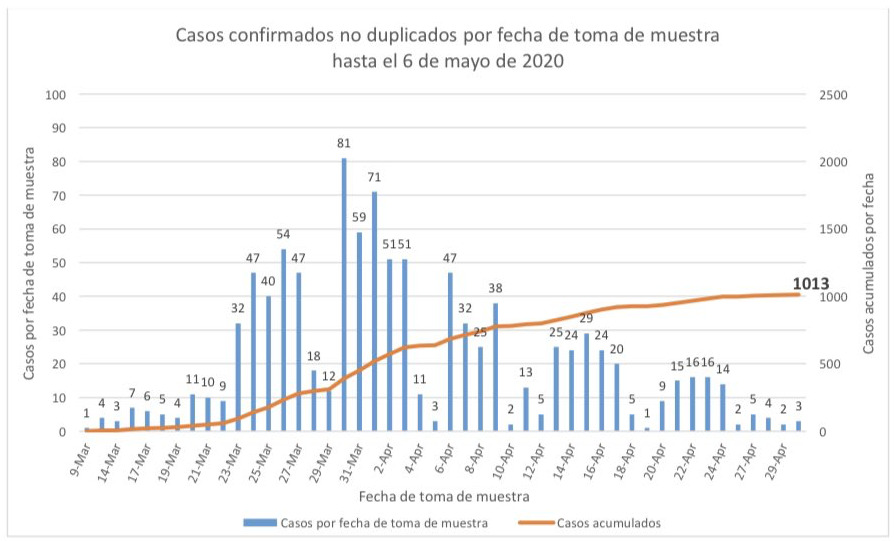 Casos confirmados no duplicados por fecha de toma de muestra
hasta el 6 de mayo de 2020
100
90
80
70
60
50
40
30
20
10
0
Casos por fecha de toma de muestra
2500
2000
1500
1000
500
0
Casos acumulados por fecha
1
4
3
7
6
5
4
11
10
9
32
47
40
54
47
18
12
81
59
71
51
51
11
3
47
32
25
38
2
13
5
25
24
29
24
20
5
1
9
15
16
16
14
2
5
4
2
3
1013
9-Mar
14-Mar
17-Mar
19-Mar
21-Mar
23-Mar
25-Mar
27-Mar
29-Mar
31-Mar
2-Apr
4-Apr
6-Apr
8-Apr
10-Apr
12-Apr
14-Apr
16-Apr
18-Apr
20-Apr
22-Apr
24-Apr
27-Apr
29-Apr
Fecha de toma de muestra
Casos por fecha de toma de muestra
Casos acumulados